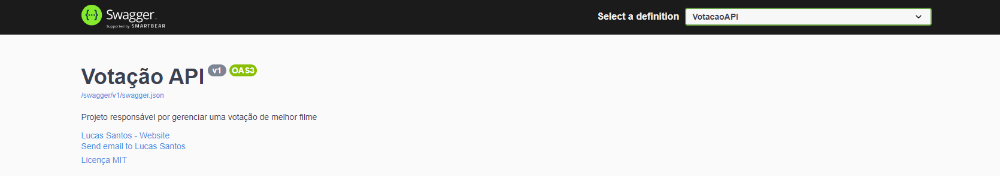 Swagger
Supported by SMARTBEAR
Select a definition
VotacaoAPI
Votação API v1 OAS3
/swagger/v1/swagger.json
Projeto responsável por gerenciar uma votação de melhor filme
Lucas Santos - Website
Send email to Lucas Santos
Licença MIT